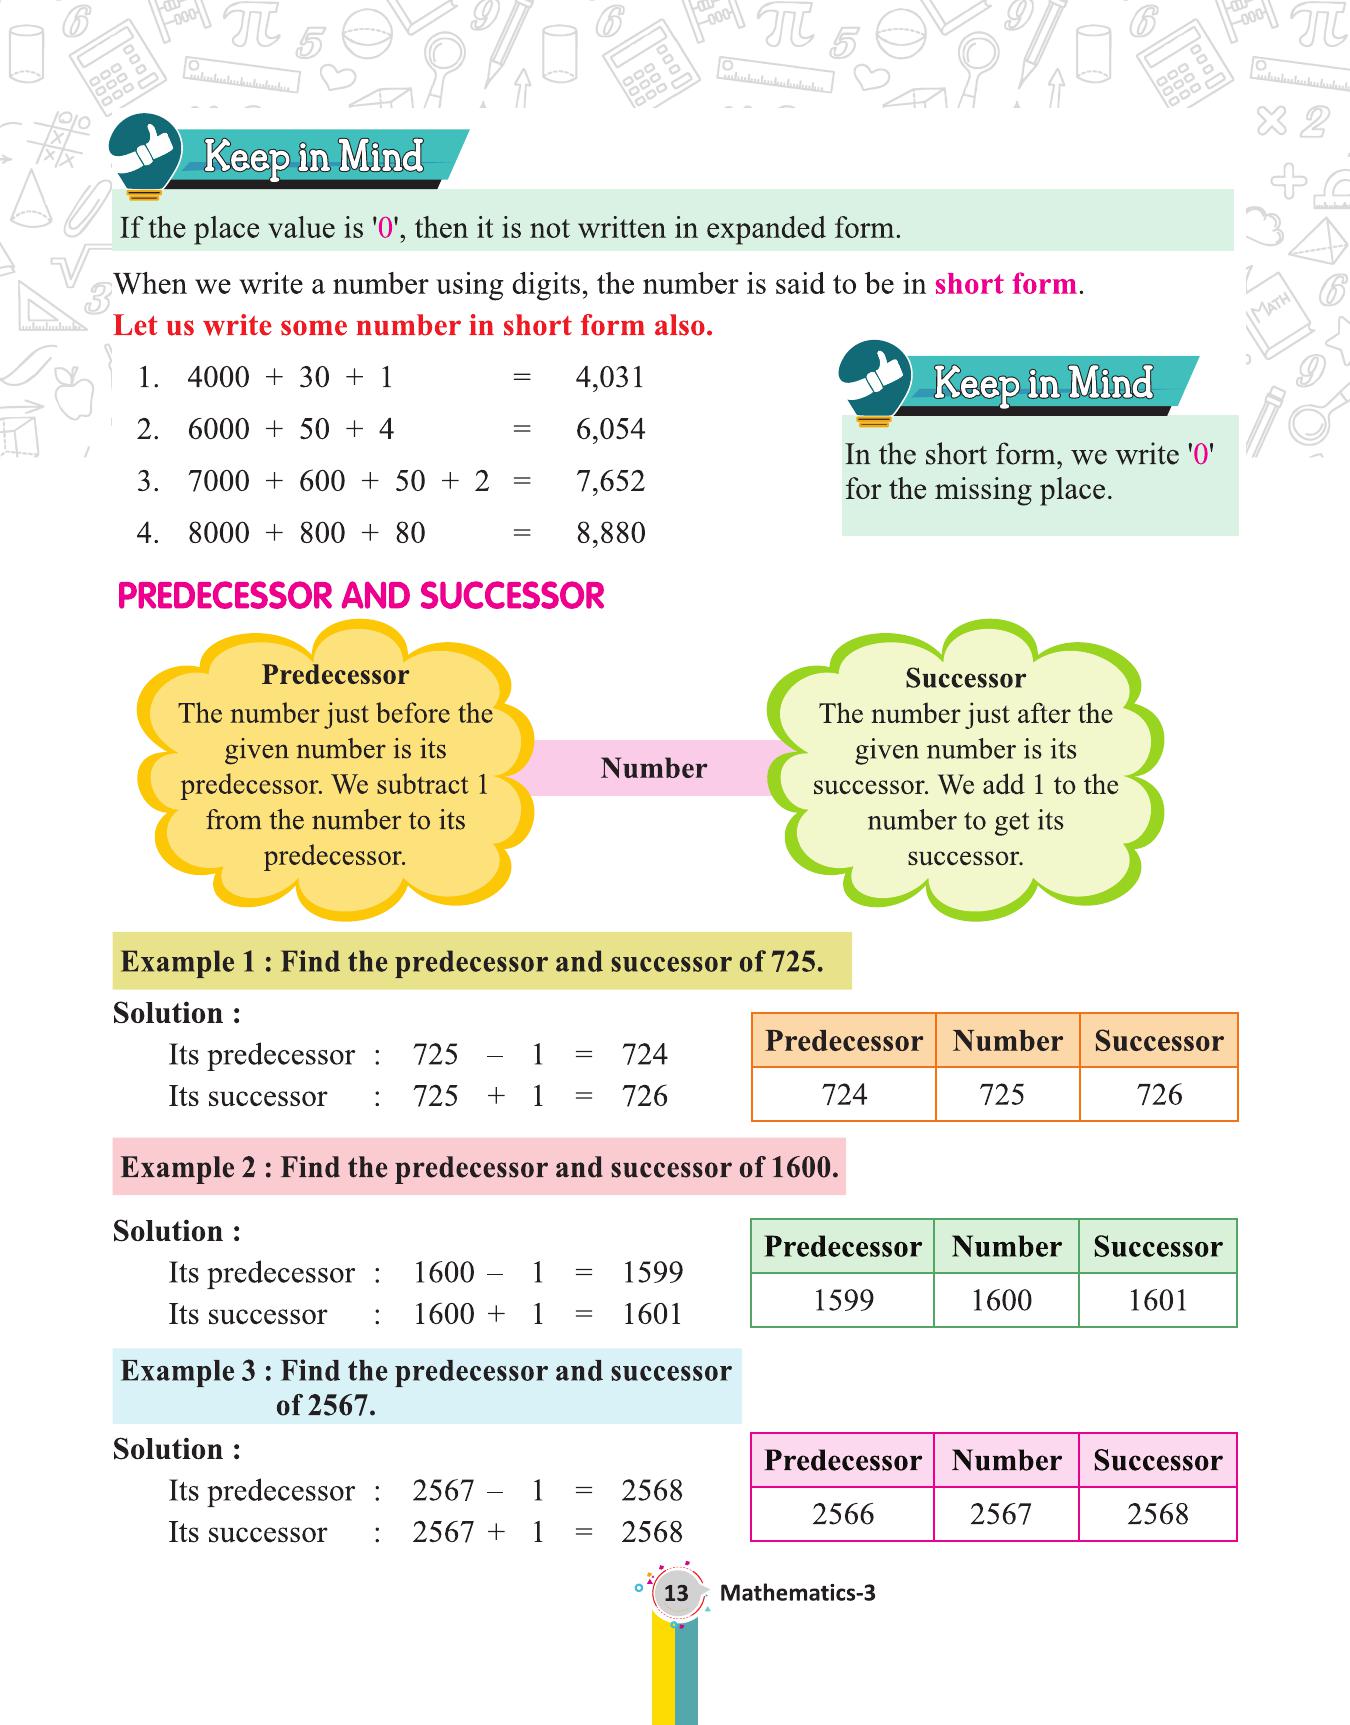 Keep in Mind
If the place value is '0', then it is not written in expanded form.
When we write a number using digits, the number is said to be in short form.
Let us write some number in short form also.
1. 4000 + 30 + 1 = 4,031
2. 6000 + 50 + 4 = 6,054
3. 7000 + 600 + 50 + 2 = 7,652
4. 8000 + 800 + 80 = 8,880
Keep in Mind
In the short form, we write '0'
for the missing place.
PREDECESSOR AND SUCCESSOR
Predecessor
The number just before the
given number is its
predecessor. We subtract 1
from the number to its
predecessor.
Number
Successor
The number just after the
given number is its
successor. We add 1 to the
number to get its
successor.
Example 1 : Find the predecessor and successor of 725.
Solution :
Its predecessor : 725 – 1 = 724
Its successor : 725 + 1 = 726
Predecessor Number Successor
724 725 726
Example 2 : Find the predecessor and successor of 1600.
Solution :
Its predecessor : 1600 – 1 = 1599
Its successor : 1600 + 1 = 1601
Predecessor Number Successor
1599 1600 1601
Example 3 : Find the predecessor and successor
of 2567.
Solution :
Its predecessor : 2567 – 1 = 2568
Its successor : 2567 + 1 = 2568
Predecessor Number Successor
2566 2567 2568
13 Mathematics-3